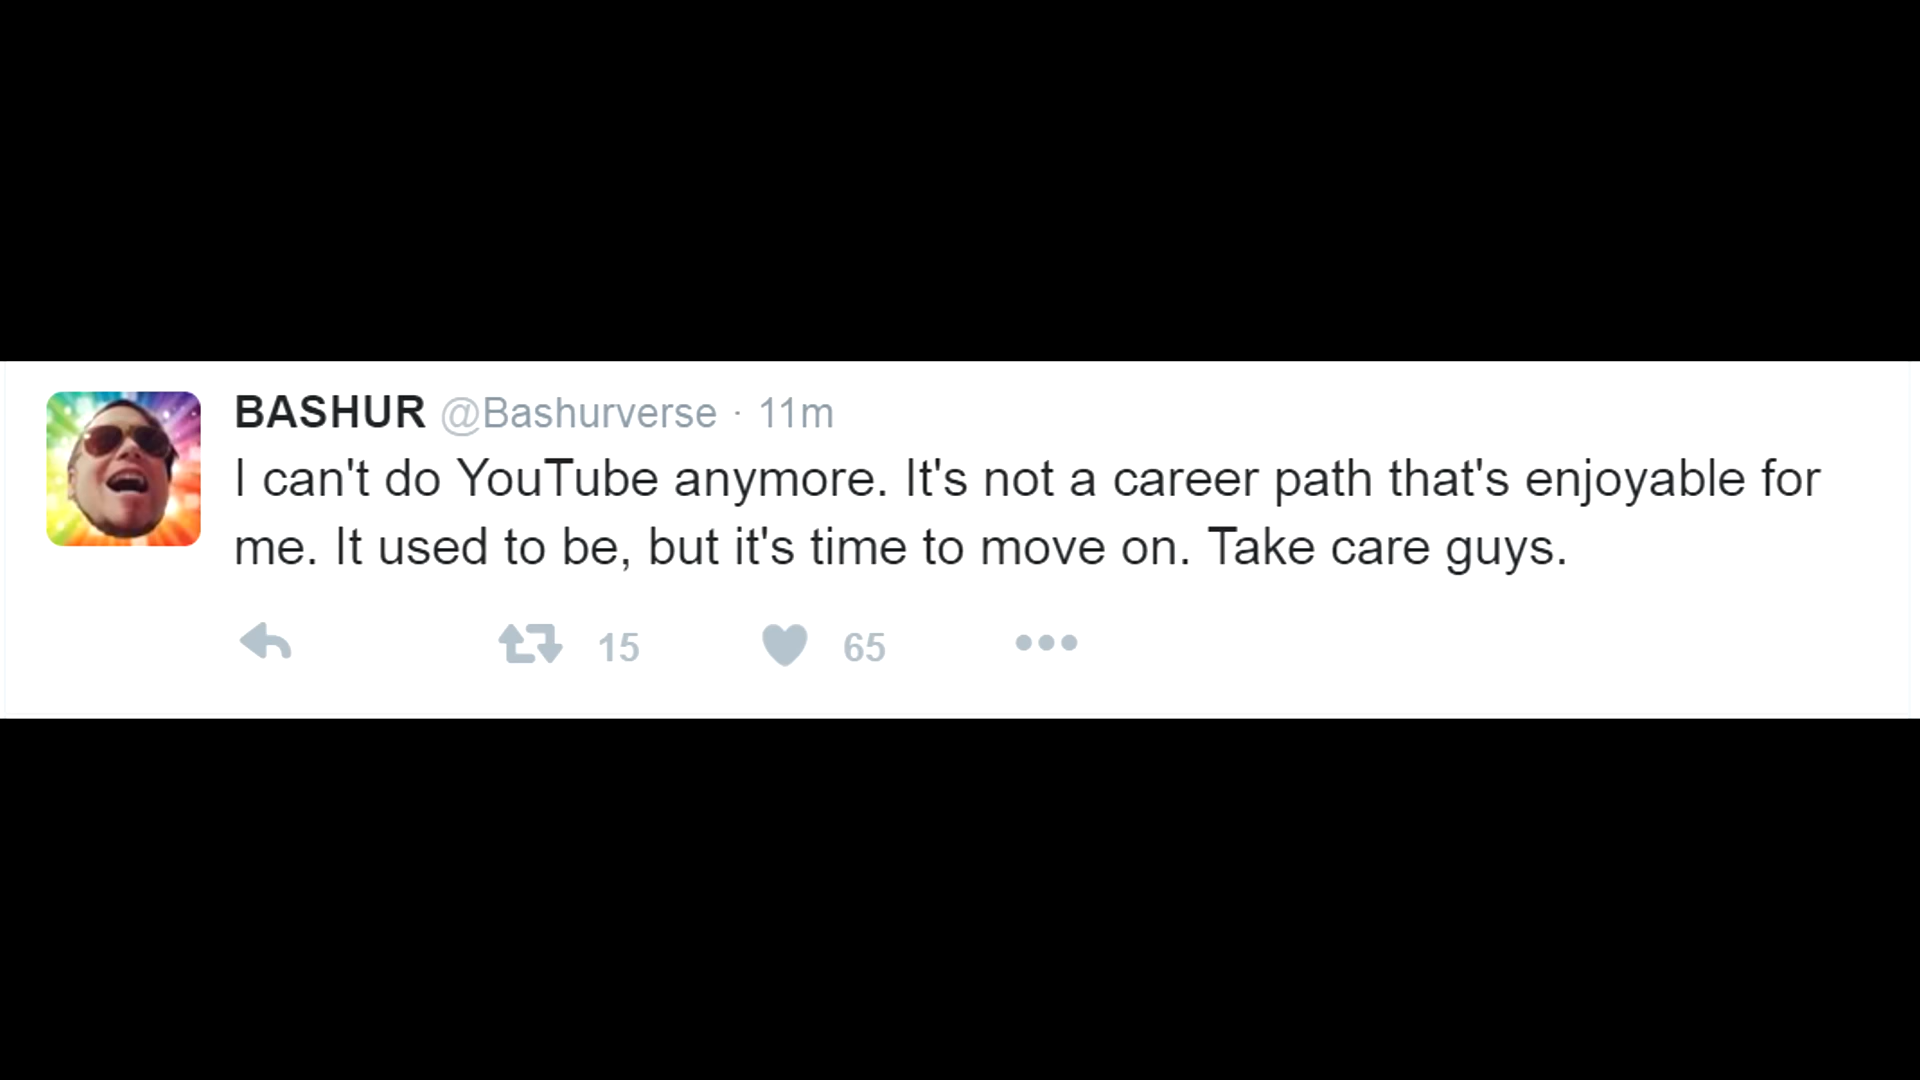 BASHUR @Bashurverse · 11m
I can't do YouTube anymore. It's not a career path that's enjoyable for
me. It used to be, but it's time to move on. Take care guys.
15 65